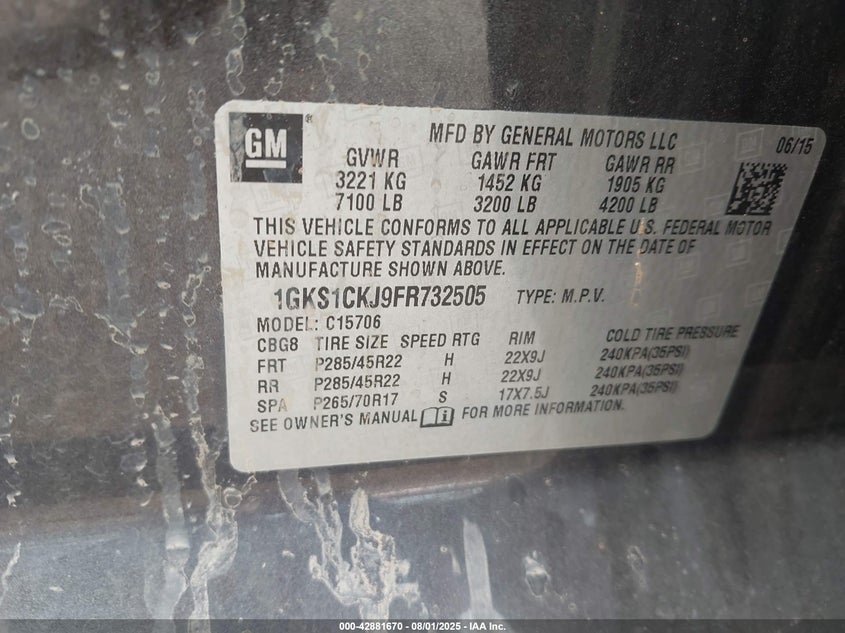 GM ®
MFD BY GENERAL MOTORS LLC 06/15
GVWR GAWR FRT GAWR RR
3221 KG 1452 KG 1905 KG
7100 LB 3200 LB 4200 LB
THIS VEHICLE CONFORMS TO ALL APPLICABLE U.S. FEDERAL MOTOR
VEHICLE SAFETY STANDARDS IN EFFECT ON THE DATE OF
MANUFACTURE SHOWN ABOVE.
1GKS1CKJ9FR732505 TYPE: M.P.V.
MODEL: C15706
CBG8 TIRE SIZE SPEED RTG RIM COLD TIRE PRESSURE
FRT P285/45R22 H 22X9J 240KPA(35PSI)
RR P285/45R22 H 22X9J 240KPA(35PSI)
SPA P265/70R17 S 17X7.5J 240KPA(35PSI)
SEE OWNER'S MANUAL FOR MORE INFORMATION.
000-42881670 - 08/01/2025 - IAA Inc.